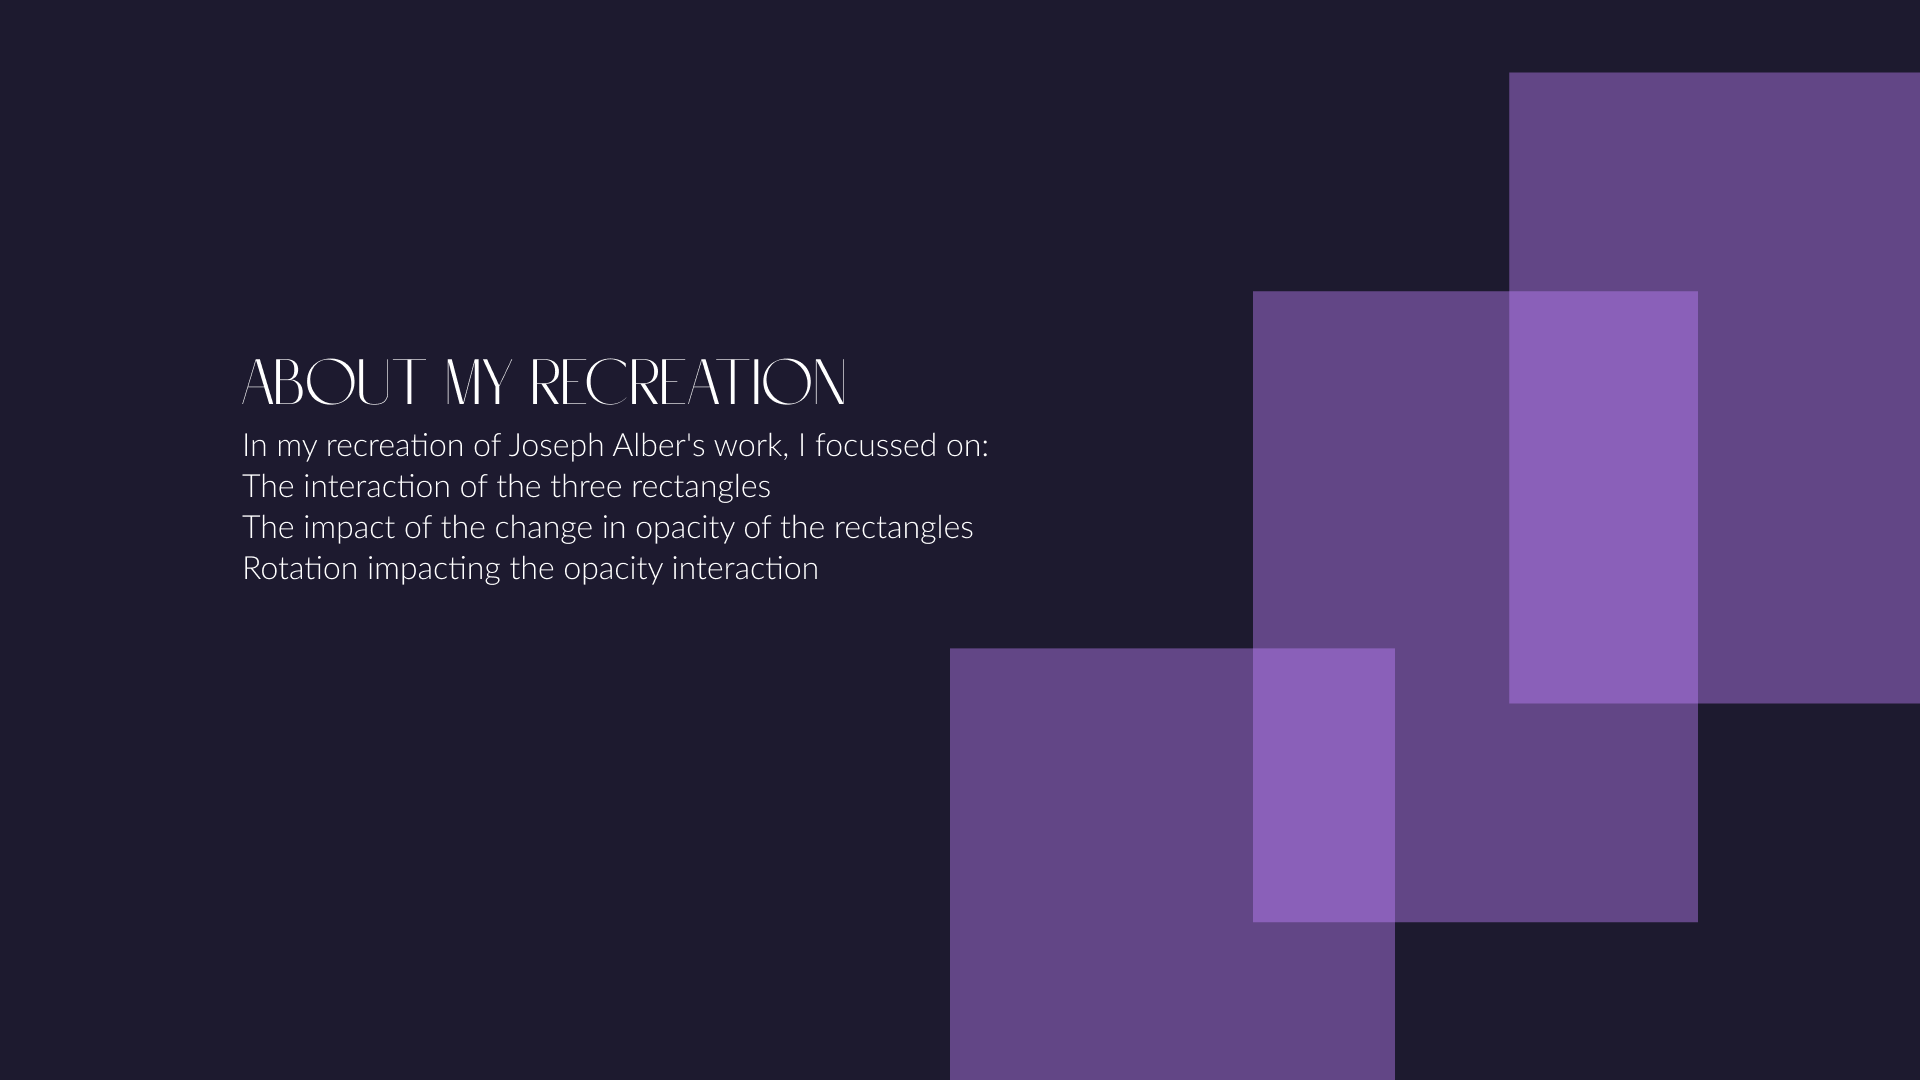 ABOUT MY RECREATION
In my recreation of Joseph Alber's work, I focussed on:
The interaction of the three rectangles
The impact of the change in opacity of the rectangles
Rotation impacting the opacity interaction